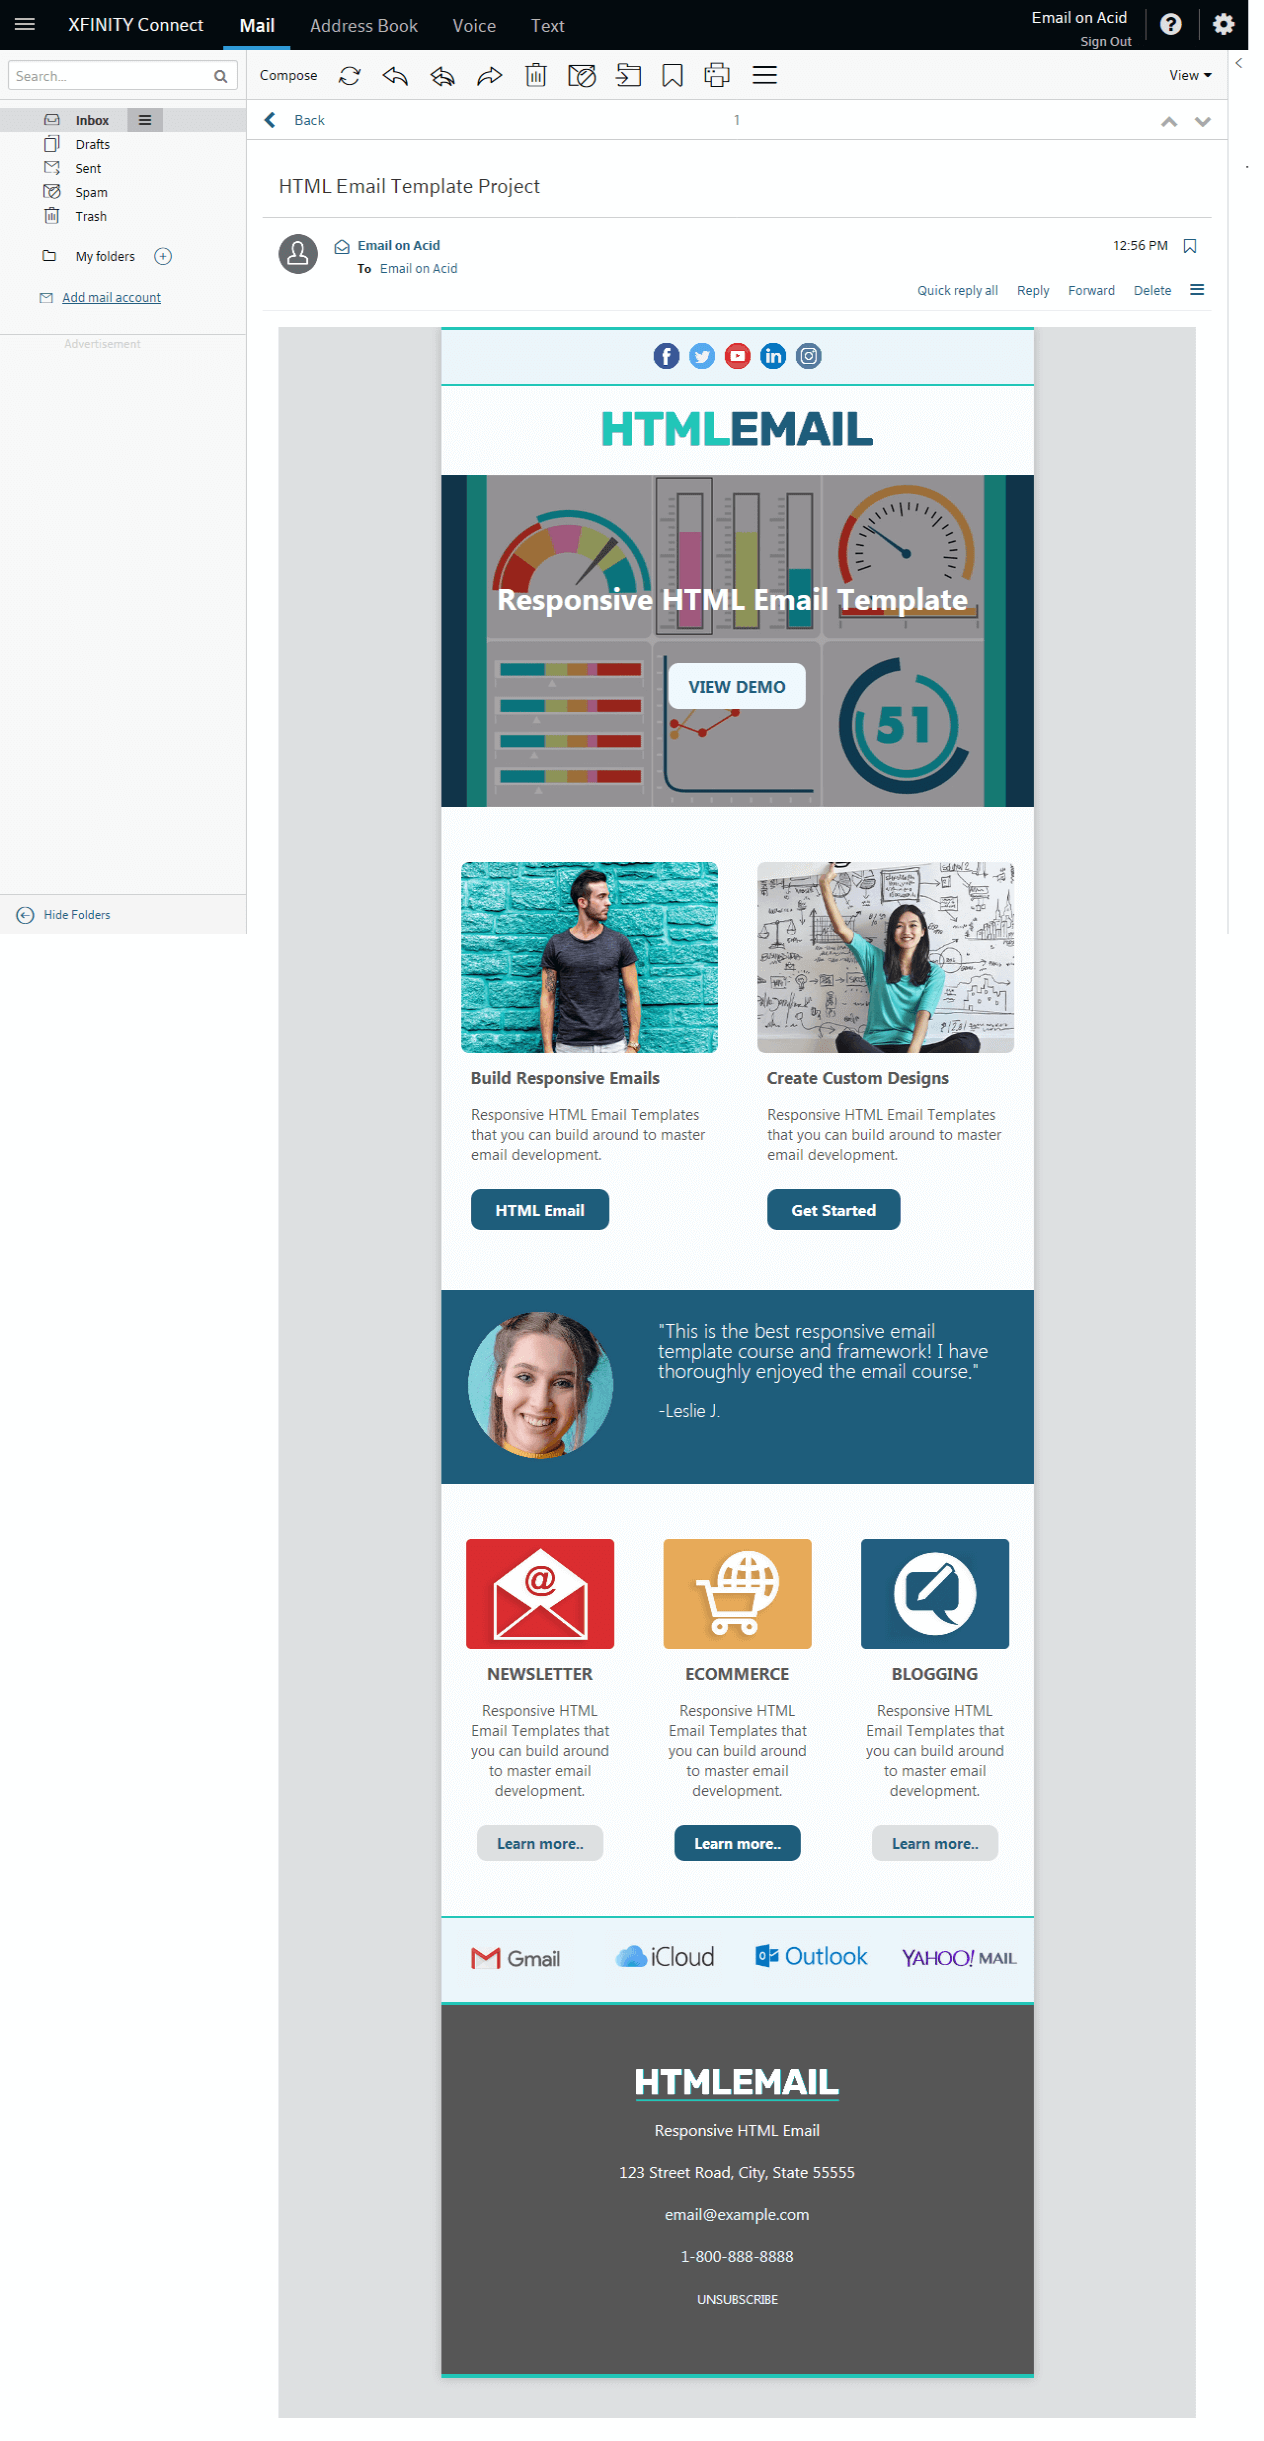 XFINITY Connect
Mail
Address Book
Voice
Text
Email on Acid
Sign Out
Search...
Compose
View
Inbox
Drafts
Sent
Spam
Trash
My folders
Add mail account
Advertisement
Hide Folders
Back
1
HTML Email Template Project
Email on Acid
To Email on Acid
12:56 PM
Quick reply all
Reply
Forward
Delete
HTMLEMAIL
Responsive HTML Email Template
VIEW DEMO
51
Build Responsive Emails
Responsive HTML Email Templates
that you can build around to master
email development.
HTML Email
Create Custom Designs
Responsive HTML Email Templates
that you can build around to master
email development.
Get Started
"This is the best responsive email
template course and framework! I have
thoroughly enjoyed the email course."
-Leslie J.
NEWSLETTER
Responsive HTML
Email Templates that
you can build around
to master email
development.
Learn more..
ECOMMERCE
Responsive HTML
Email Templates that
you can build around
to master email
development.
Learn more..
BLOGGING
Responsive HTML
Email Templates that
you can build around
to master email
development.
Learn more..
Gmail
iCloud
Outlook
YAHOO! MAIL
HTMLEMAIL
Responsive HTML Email
123 Street Road, City, State 55555
email@example.com
1-800-888-8888
UNSUBSCRIBE